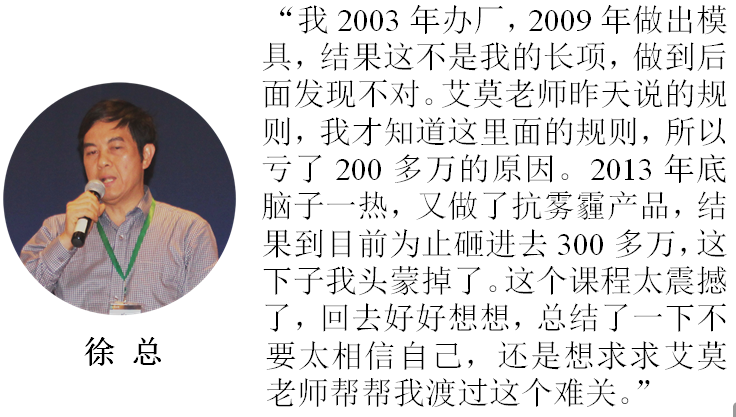 “我 2003 年办厂，2009 年做出模
具，结果这不是我的长项，做到后
面发现不对。艾莫老师昨天说的规
则，我才知道这里面的规则，所以
亏了 200 多万的原因。2013 年底
脑子一热，又做了抗雾霾产品，结
果到目前为止砸进去 300 多万，这
下子我头蒙掉了。这个课程太震撼
了，回去好好想想，总结了一下不
要太相信自己，还是想求求艾莫
老师帮帮我渡过这个难关。”
徐 总